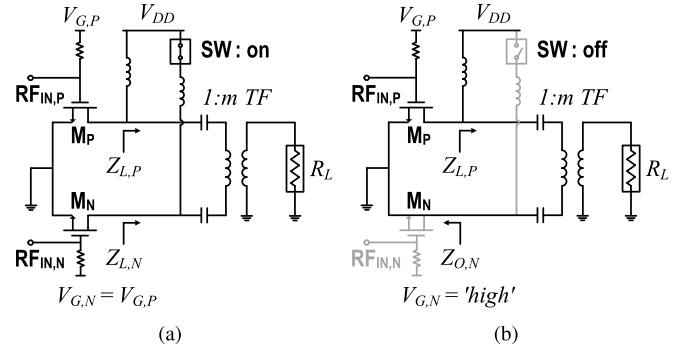 V_{G,P}
V_{DD}
SW : on
RF_{IN,P}
1:m TF
M_P
Z_{L,P}
R_L
M_N
RF_{IN,N}
Z_{L,N}
V_{G,N} = V_{G,P}
(a)
V_{G,P}
V_{DD}
SW : off
RF_{IN,P}
1:m TF
M_P
Z_{L,P}
R_L
M_N
RF_{IN,N}
Z_{O,N}
V_{G,N} = 'high'
(b)